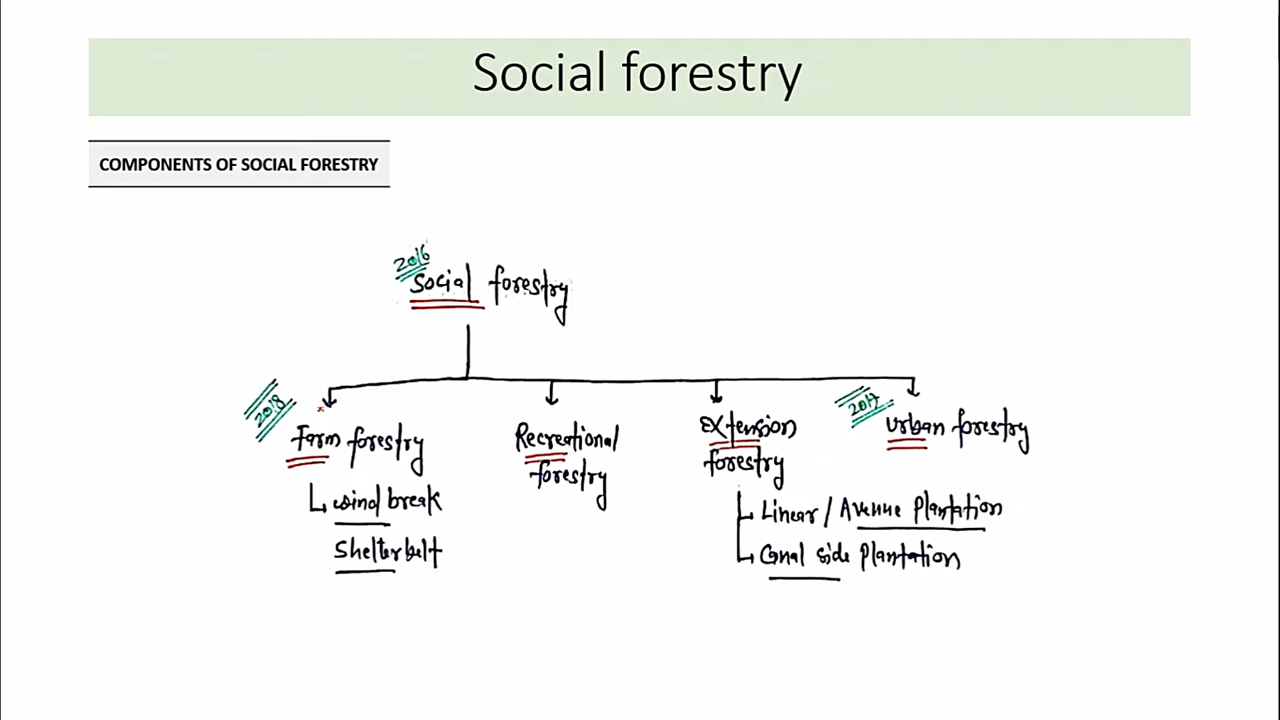 Social forestry
COMPONENTS OF SOCIAL FORESTRY
2016
Social forestry
2018
Farm forestry
wind break
Shelterbelt
Recreational
forestry
Extension
forestry
Linear / Avenue Plantation
Canal side Plantation
2017
Urban forestry